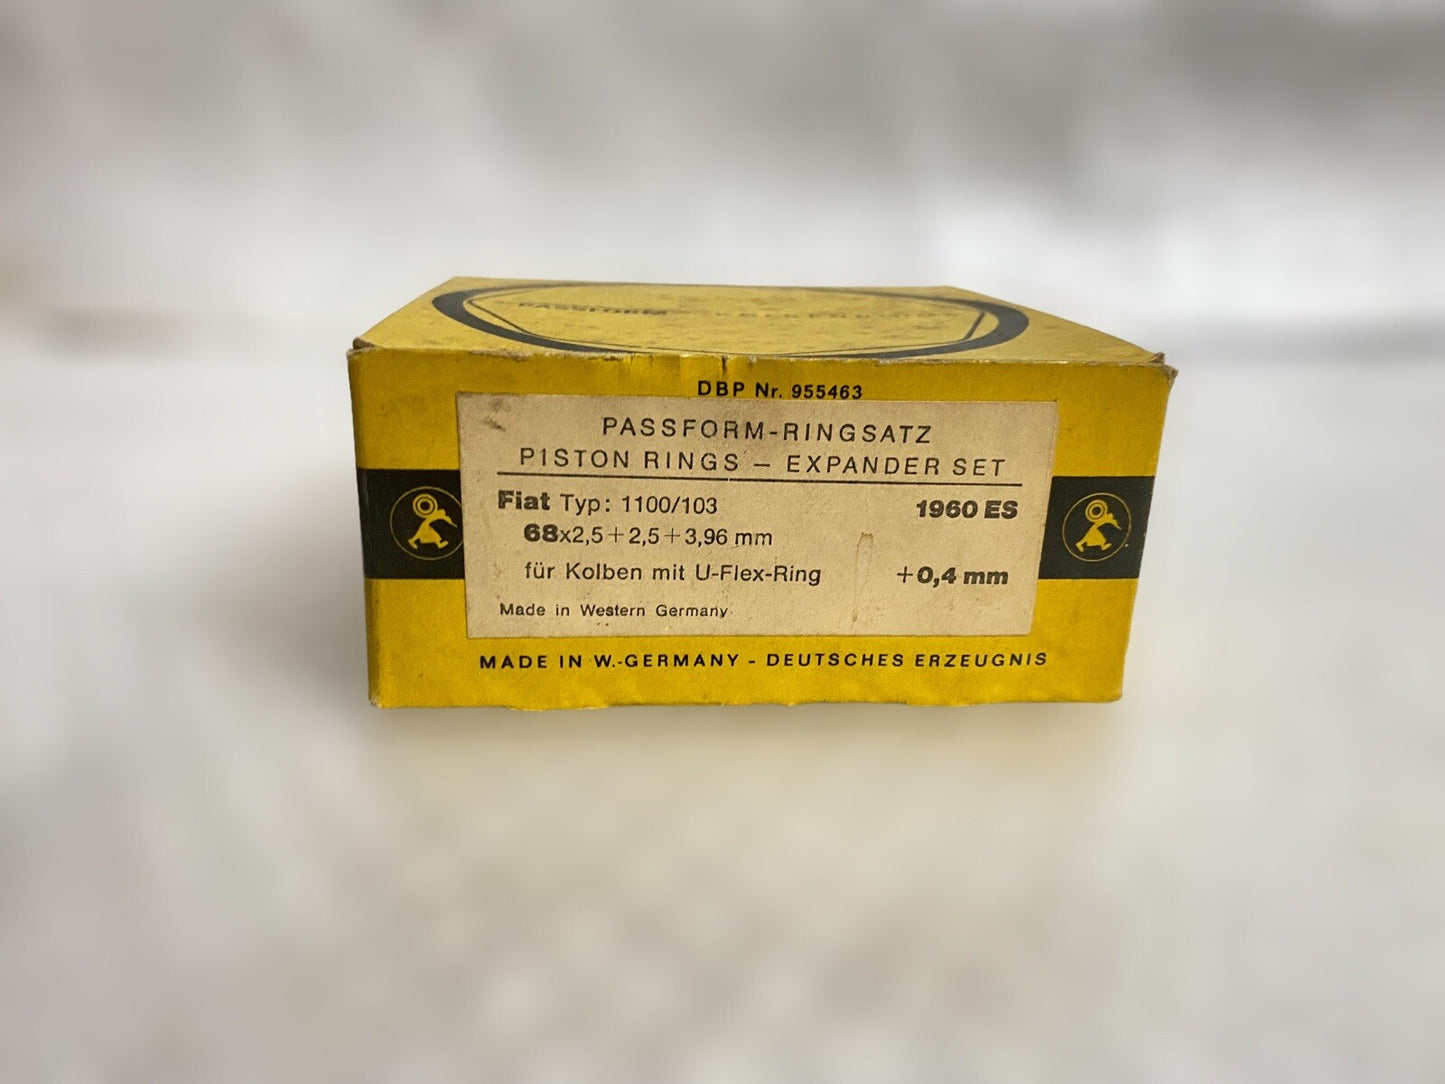 PASSFORM
DBP Nr. 955463
PASSFORM-RINGSATZ
PISTON RINGS – EXPANDER SET
Fiat Typ: 1100/103 1960 ES
68x2,5+2,5+3,96 mm
für Kolben mit U-Flex-Ring +0,4 mm
Made in Western Germany
MADE IN W.-GERMANY - DEUTSCHES ERZEUGNIS